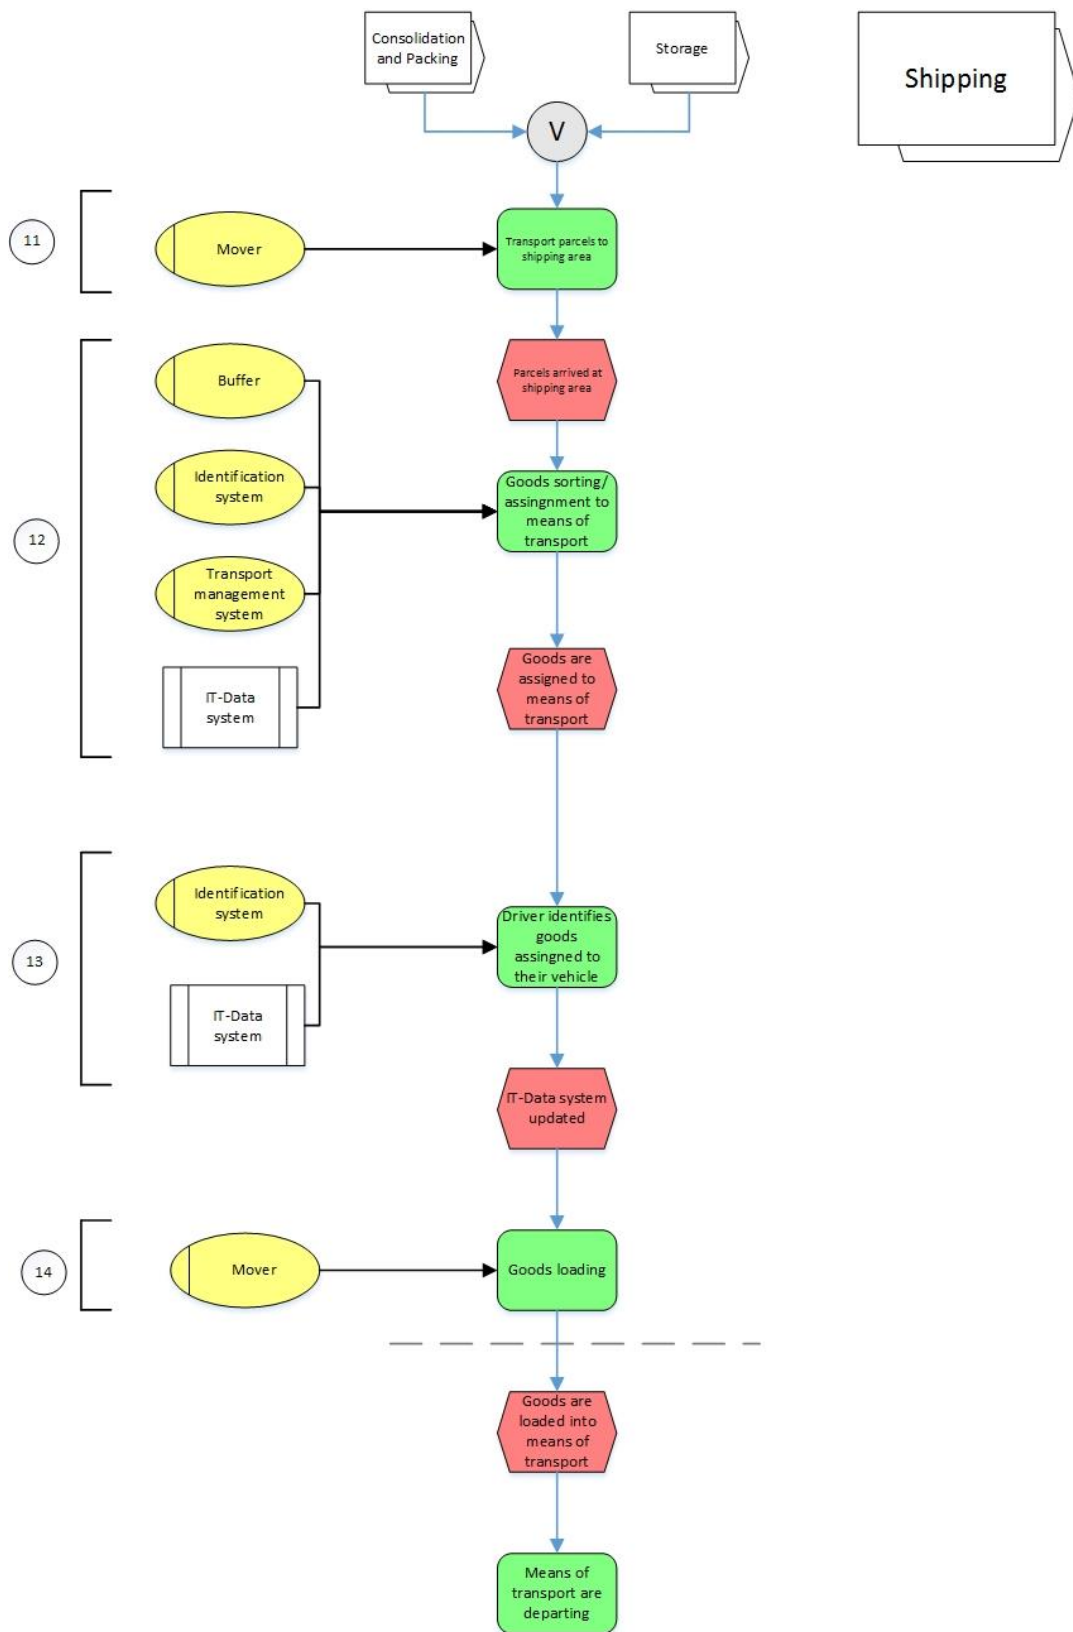 Consolidation
and Packing
Storage
Shipping
V
11
Mover
Transport parcels to
shipping area
Buffer
Parcels arrived at
shipping area
Identification
system
Goods sorting/
assingnment to
means of
transport
12
Transport
management
system
IT-Data
system
Goods are
assigned to
means of
transport
Identification
system
Driver identifies
goods
assingned to
their vehicle
13
IT-Data
system
IT-Data system
updated
14
Mover
Goods loading
Goods are
loaded into
means of
transport
Means of
transport are
departing